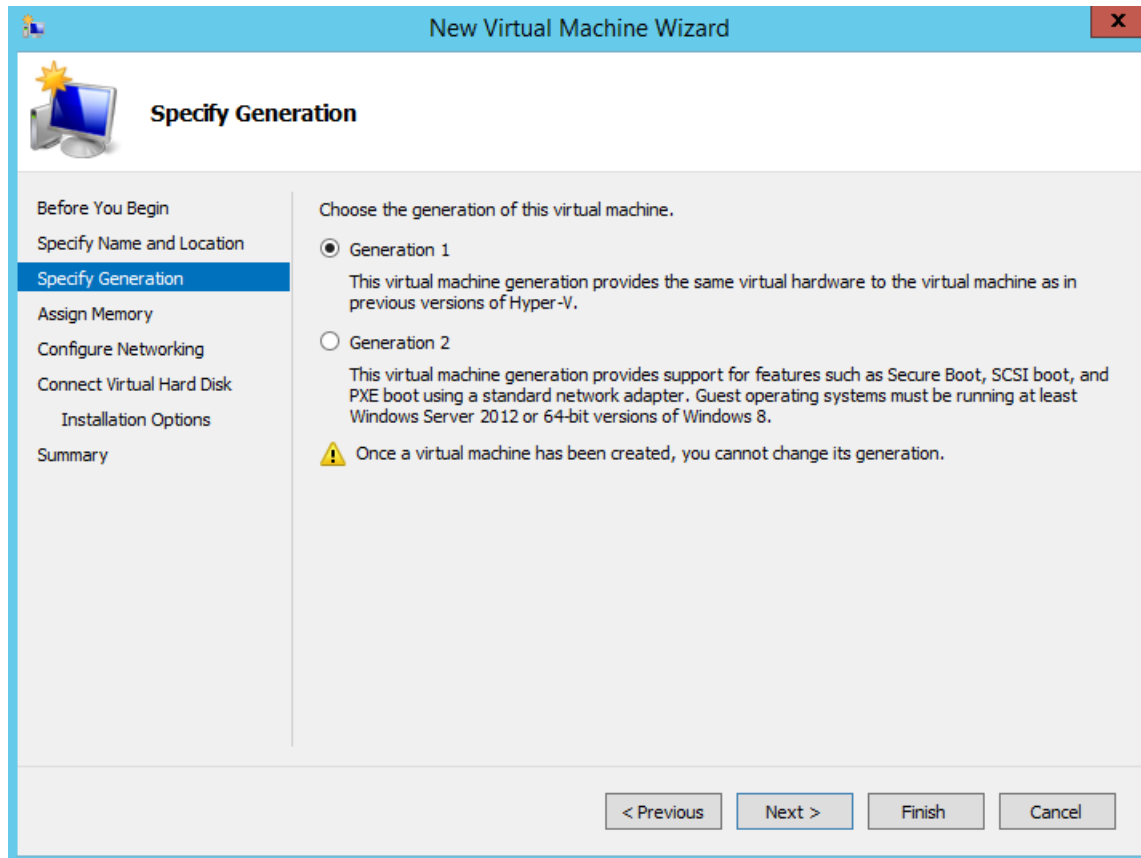 New Virtual Machine Wizard
x
Specify Generation
Before You Begin
Specify Name and Location
Specify Generation
Assign Memory
Configure Networking
Connect Virtual Hard Disk
Installation Options
Summary
Choose the generation of this virtual machine.
Generation 1
This virtual machine generation provides the same virtual hardware to the virtual machine as in
previous versions of Hyper-V.
Generation 2
This virtual machine generation provides support for features such as Secure Boot, SCSI boot, and
PXE boot using a standard network adapter. Guest operating systems must be running at least
Windows Server 2012 or 64-bit versions of Windows 8.
Once a virtual machine has been created, you cannot change its generation.
< Previous
Next >
Finish
Cancel